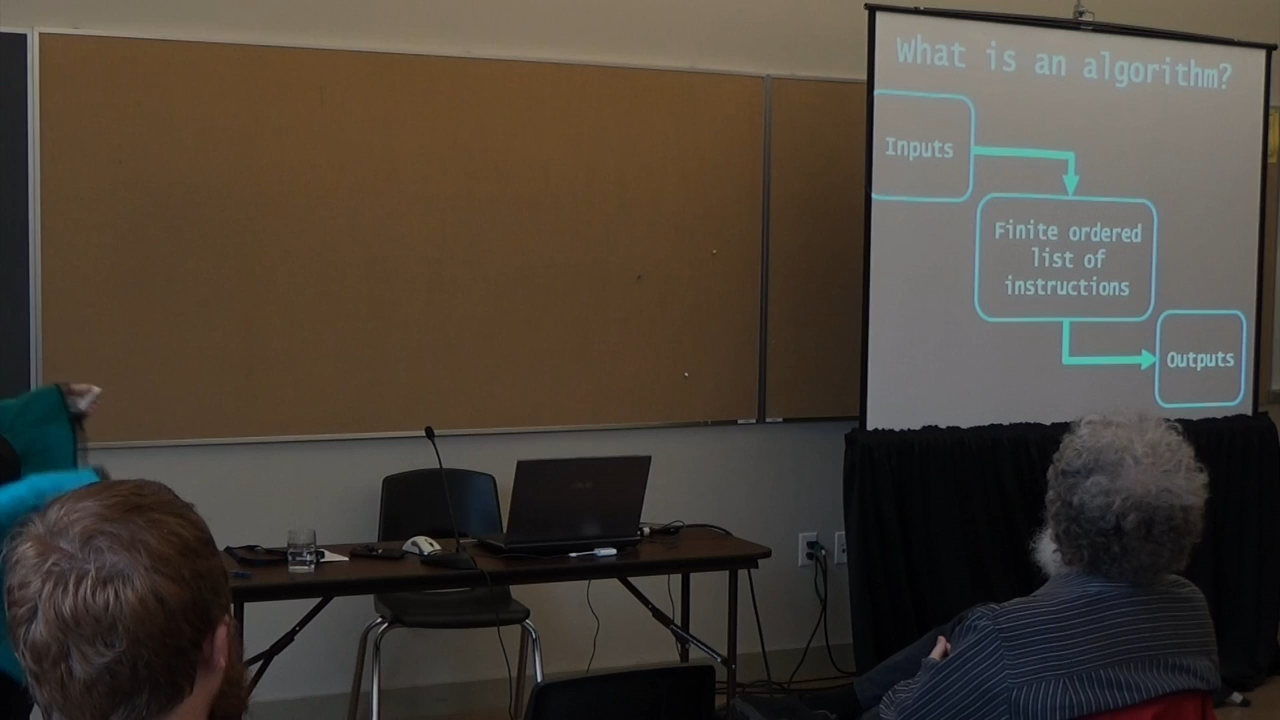 What is an algorithm?
Inputs
Finite ordered
list of
instructions
Outputs